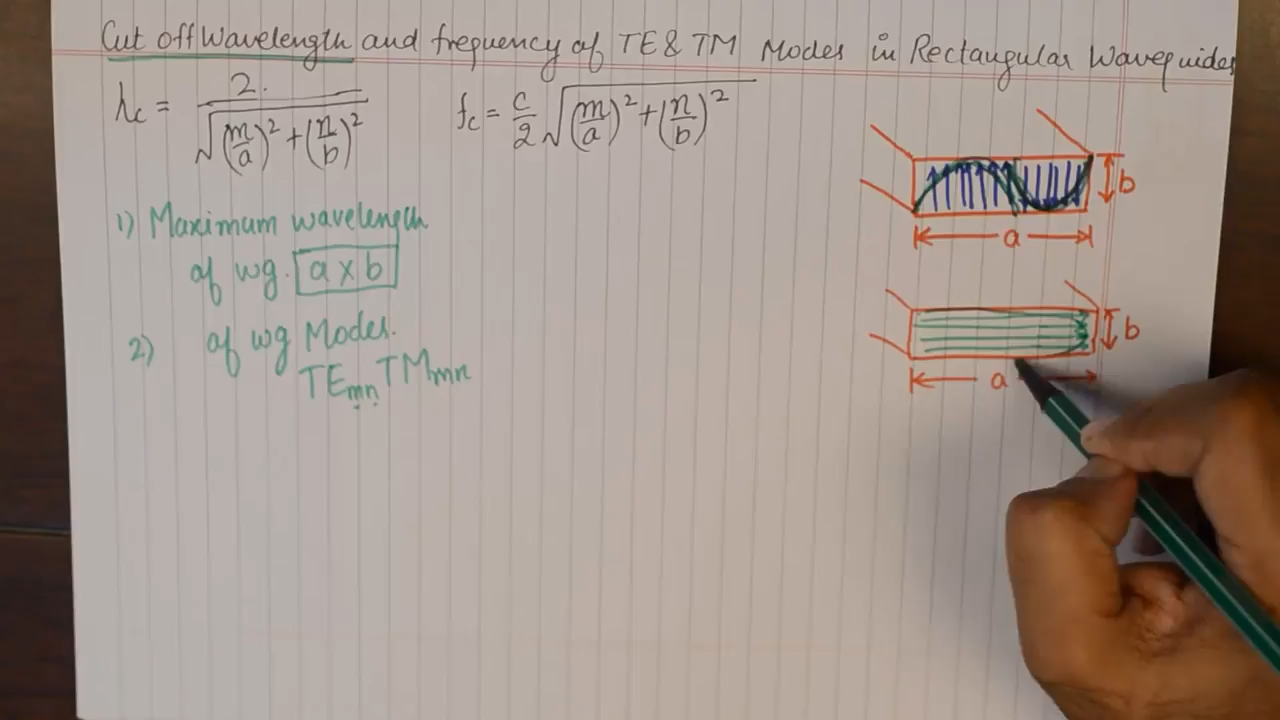 Cut off Wavelength and frequency of TE & TM Modes in Rectangular Waveguides
λc = 2 / √((m/a)² + (n/b)²)
fc = c/2 √((m/a)² + (n/b)²)
1) Maximum wavelength
of wg. a x b
2) of wg Modes.
TEmn TMmn
b
a
b
a